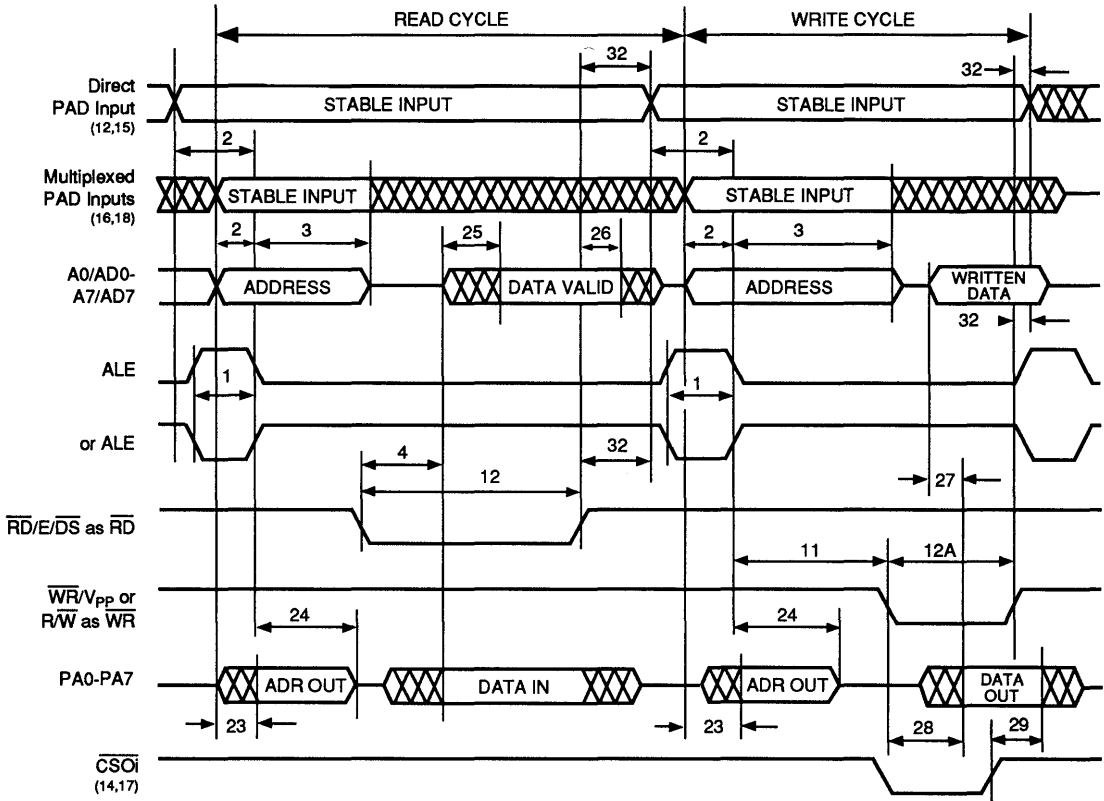 READ CYCLE WRITE CYCLE
32 32
Direct
PAD Input
(12,15)
STABLE INPUT STABLE INPUT
2 2
Multiplexed
PAD Inputs
(16,18)
STABLE INPUT STABLE INPUT
2 3 25 26 2 3
A0/AD0-
A7/AD7
ADDRESS DATA VALID ADDRESS WRITTEN
DATA
32
ALE
1 1
or ALE
4 32
12 27
RD/E/DS as RD
11 12A
WR/VPP or
R/W as WR
24 24
PA0-PA7
ADR OUT DATA IN ADR OUT DATA
OUT
23 23 28 29
CSOi
(14,17)